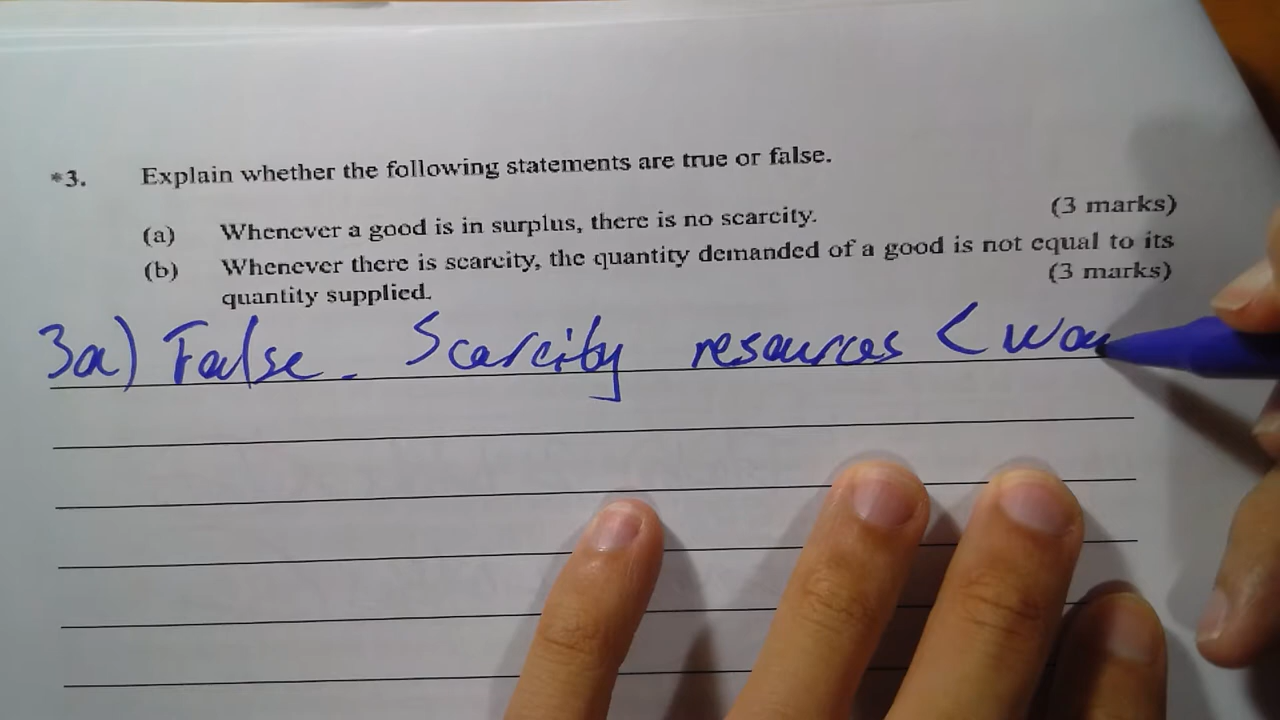 *3. Explain whether the following statements are true or false.
(a) Whenever a good is in surplus, there is no scarcity. (3 marks)
(b) Whenever there is scarcity, the quantity demanded of a good is not equal to its
quantity supplied. (3 marks)
3a) False. Scarcity resources < wa